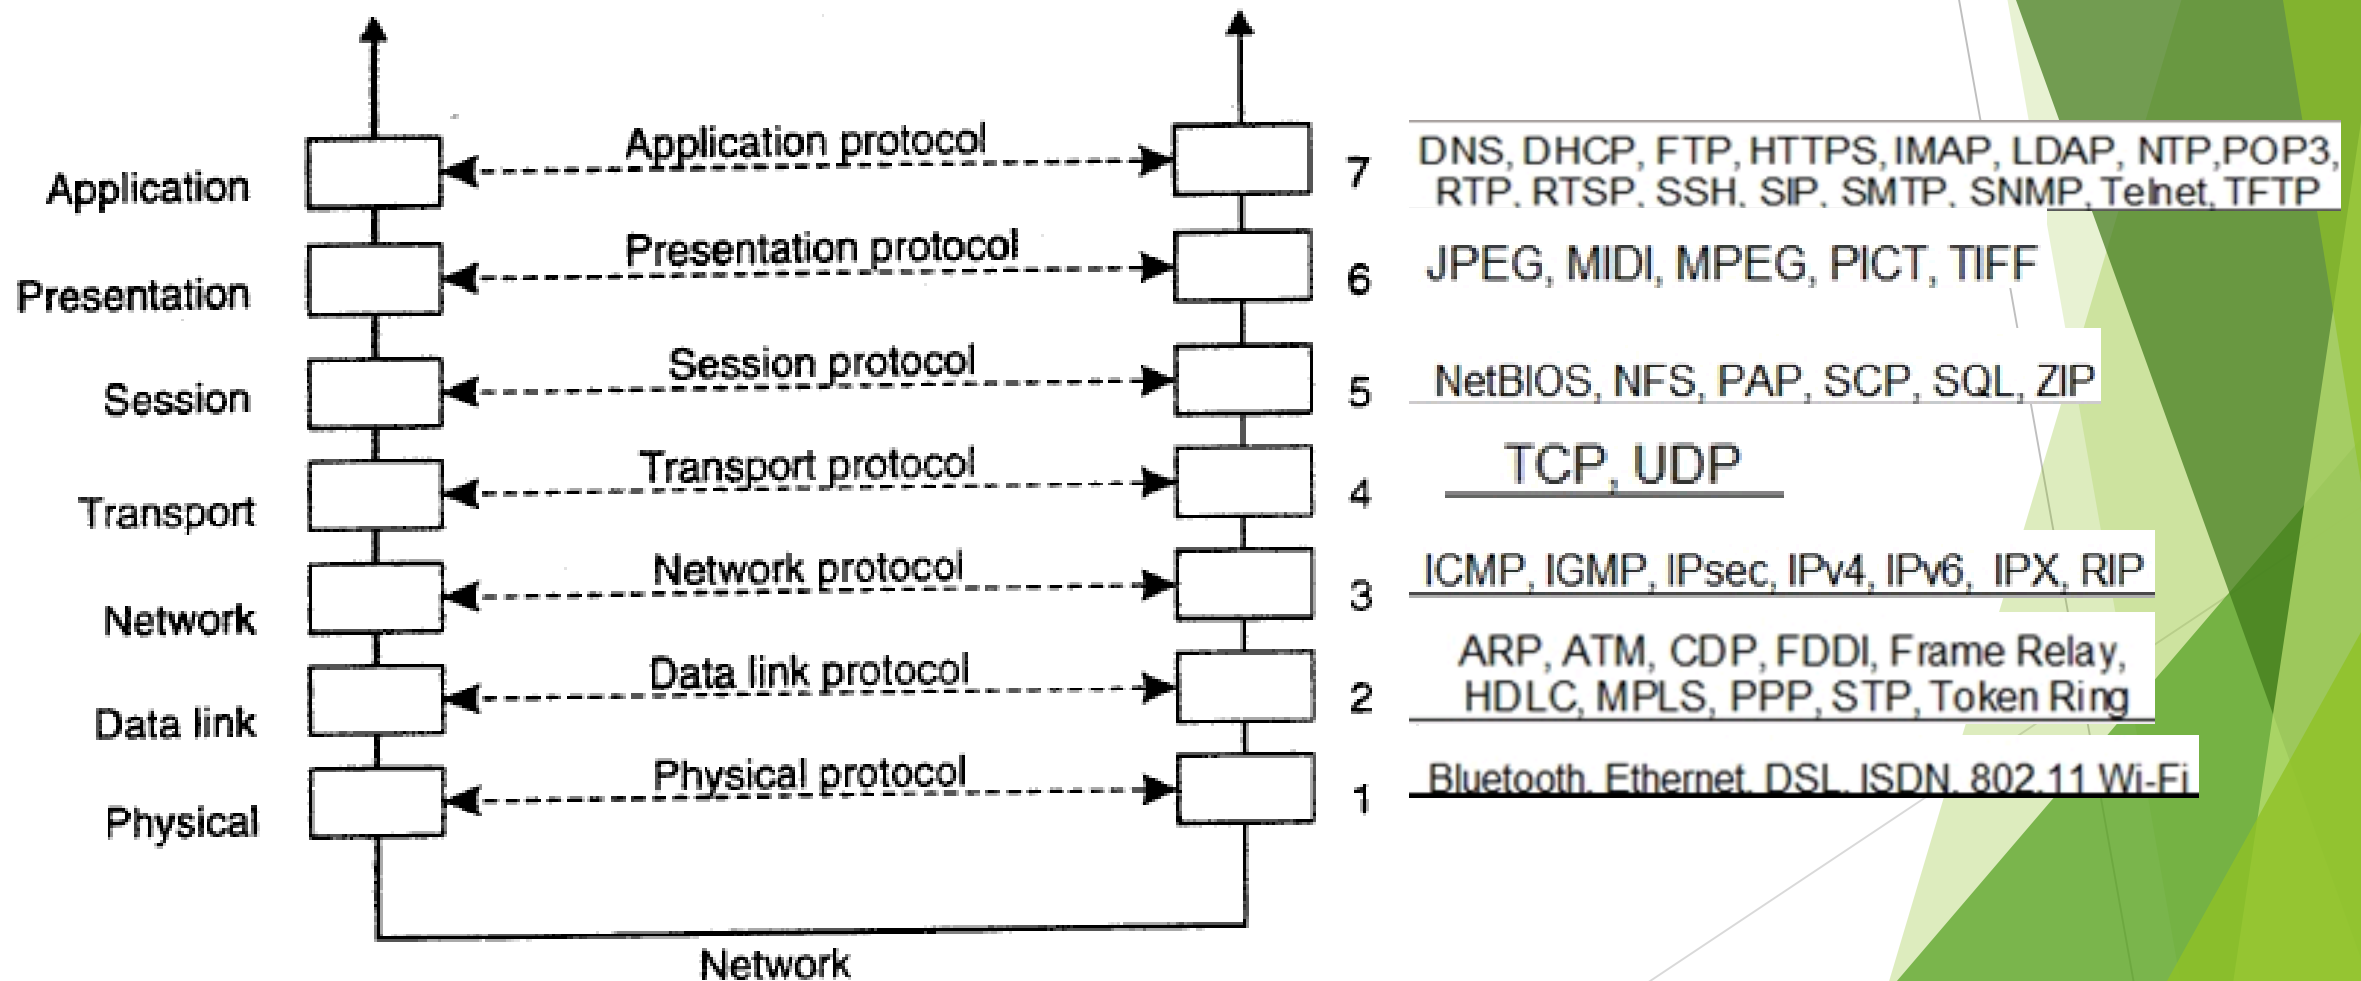 Application
Application protocol
7
DNS, DHCP, FTP, HTTPS, IMAP, LDAP, NTP,POP3,
RTP, RTSP, SSH, SIP, SMTP, SNMP, Telnet, TFTP
Presentation
Presentation protocol
6
JPEG, MIDI, MPEG, PICT, TIFF
Session
Session protocol
5
NetBIOS, NFS, PAP, SCP, SQL, ZIP
Transport
Transport protocol
4
TCP, UDP
Network
Network protocol
3
ICMP, IGMP, IPsec, IPv4, IPv6, IPX, RIP
Data link
Data link protocol
2
ARP, ATM, CDP, FDDI, Frame Relay,
HDLC, MPLS, PPP, STP, Token Ring
Physical
Physical protocol
1
Bluetooth, Ethernet, DSL, ISDN, 802.11 Wi-Fi
Network